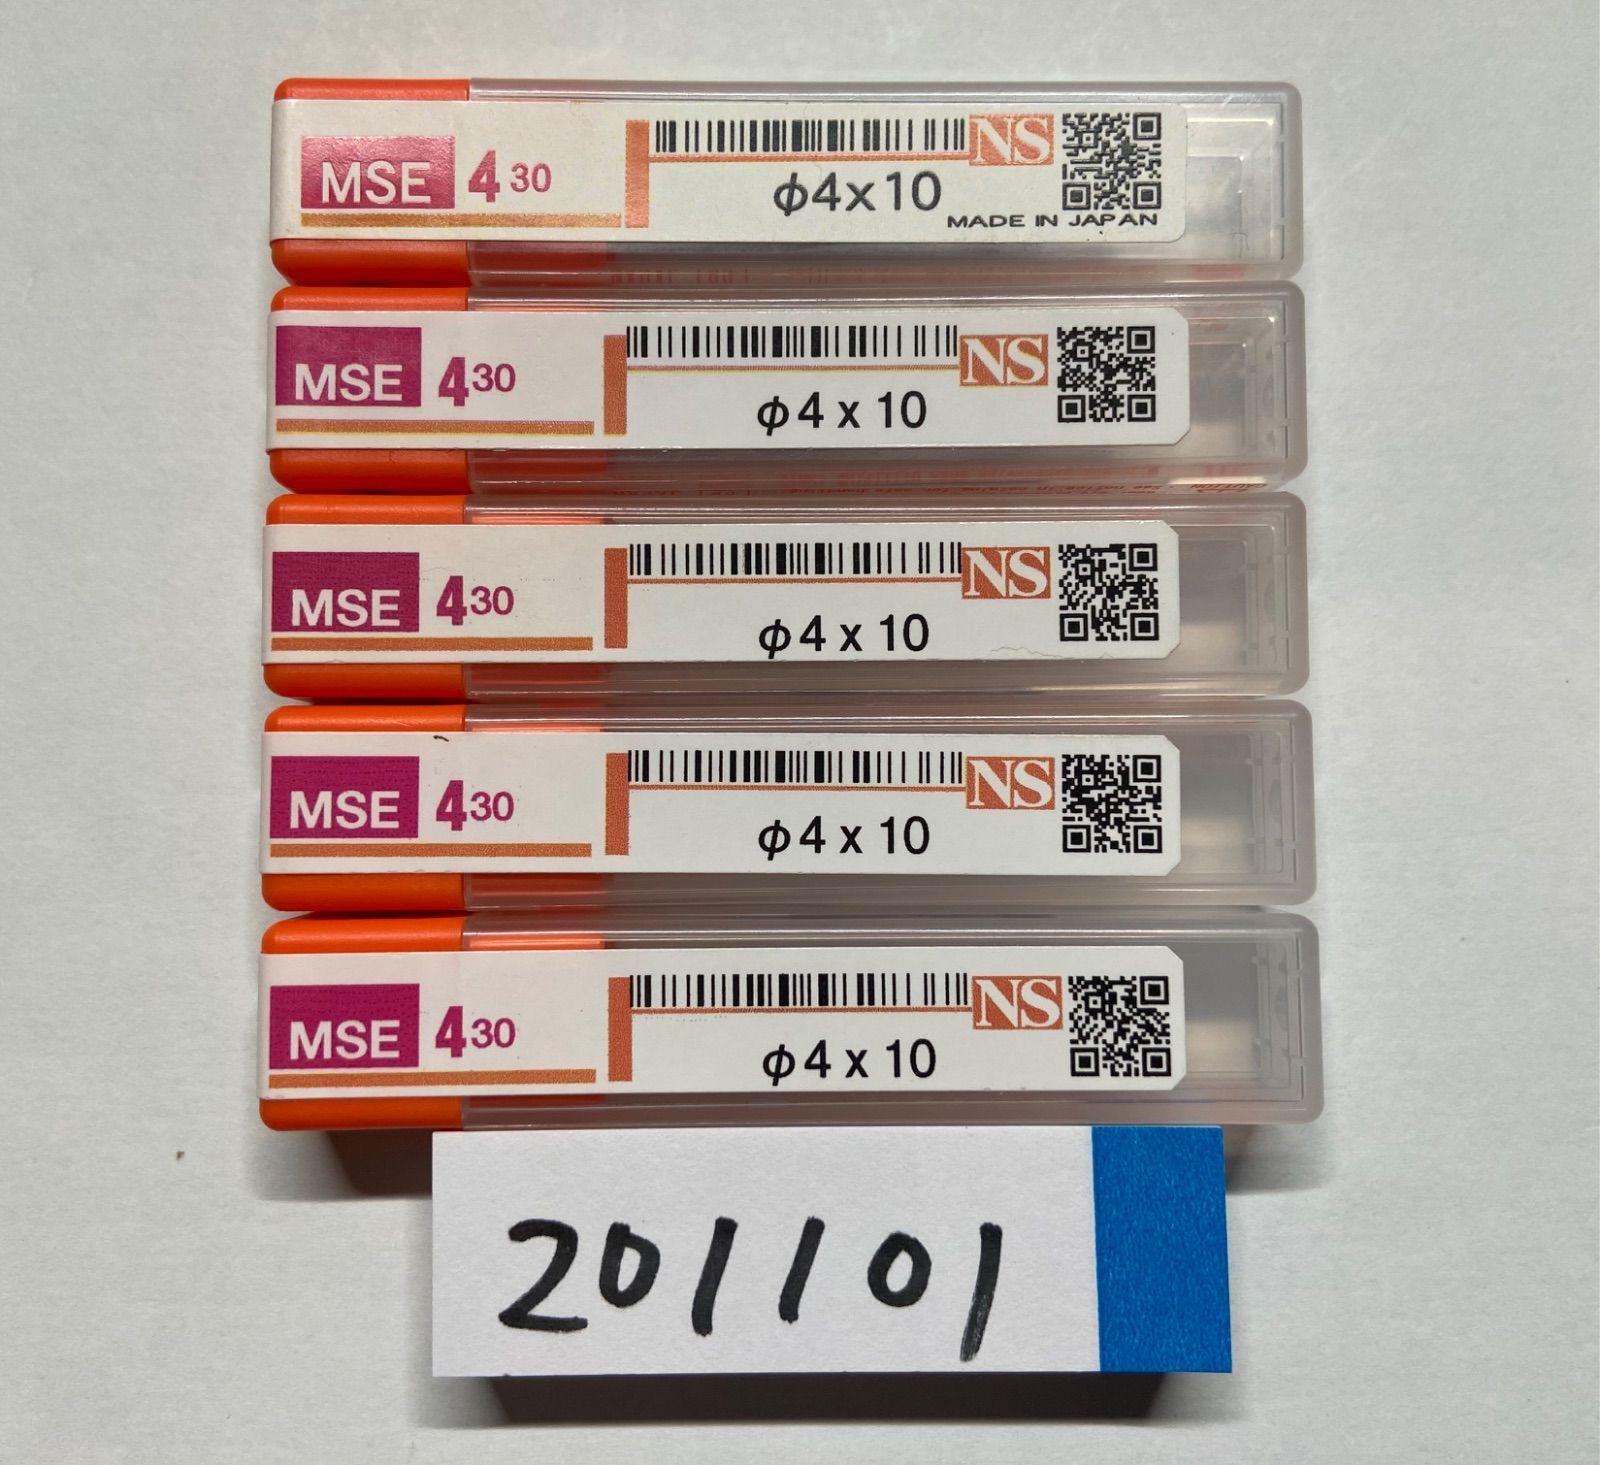 MSE 4 30 NS
φ4x10
MADE IN JAPAN
MSE 4 30 NS
φ4 x 10
MSE 4 30 NS
φ4 x 10
MSE 4 30 NS
φ4 x 10
MSE 4 30 NS
φ4 x 10
201101